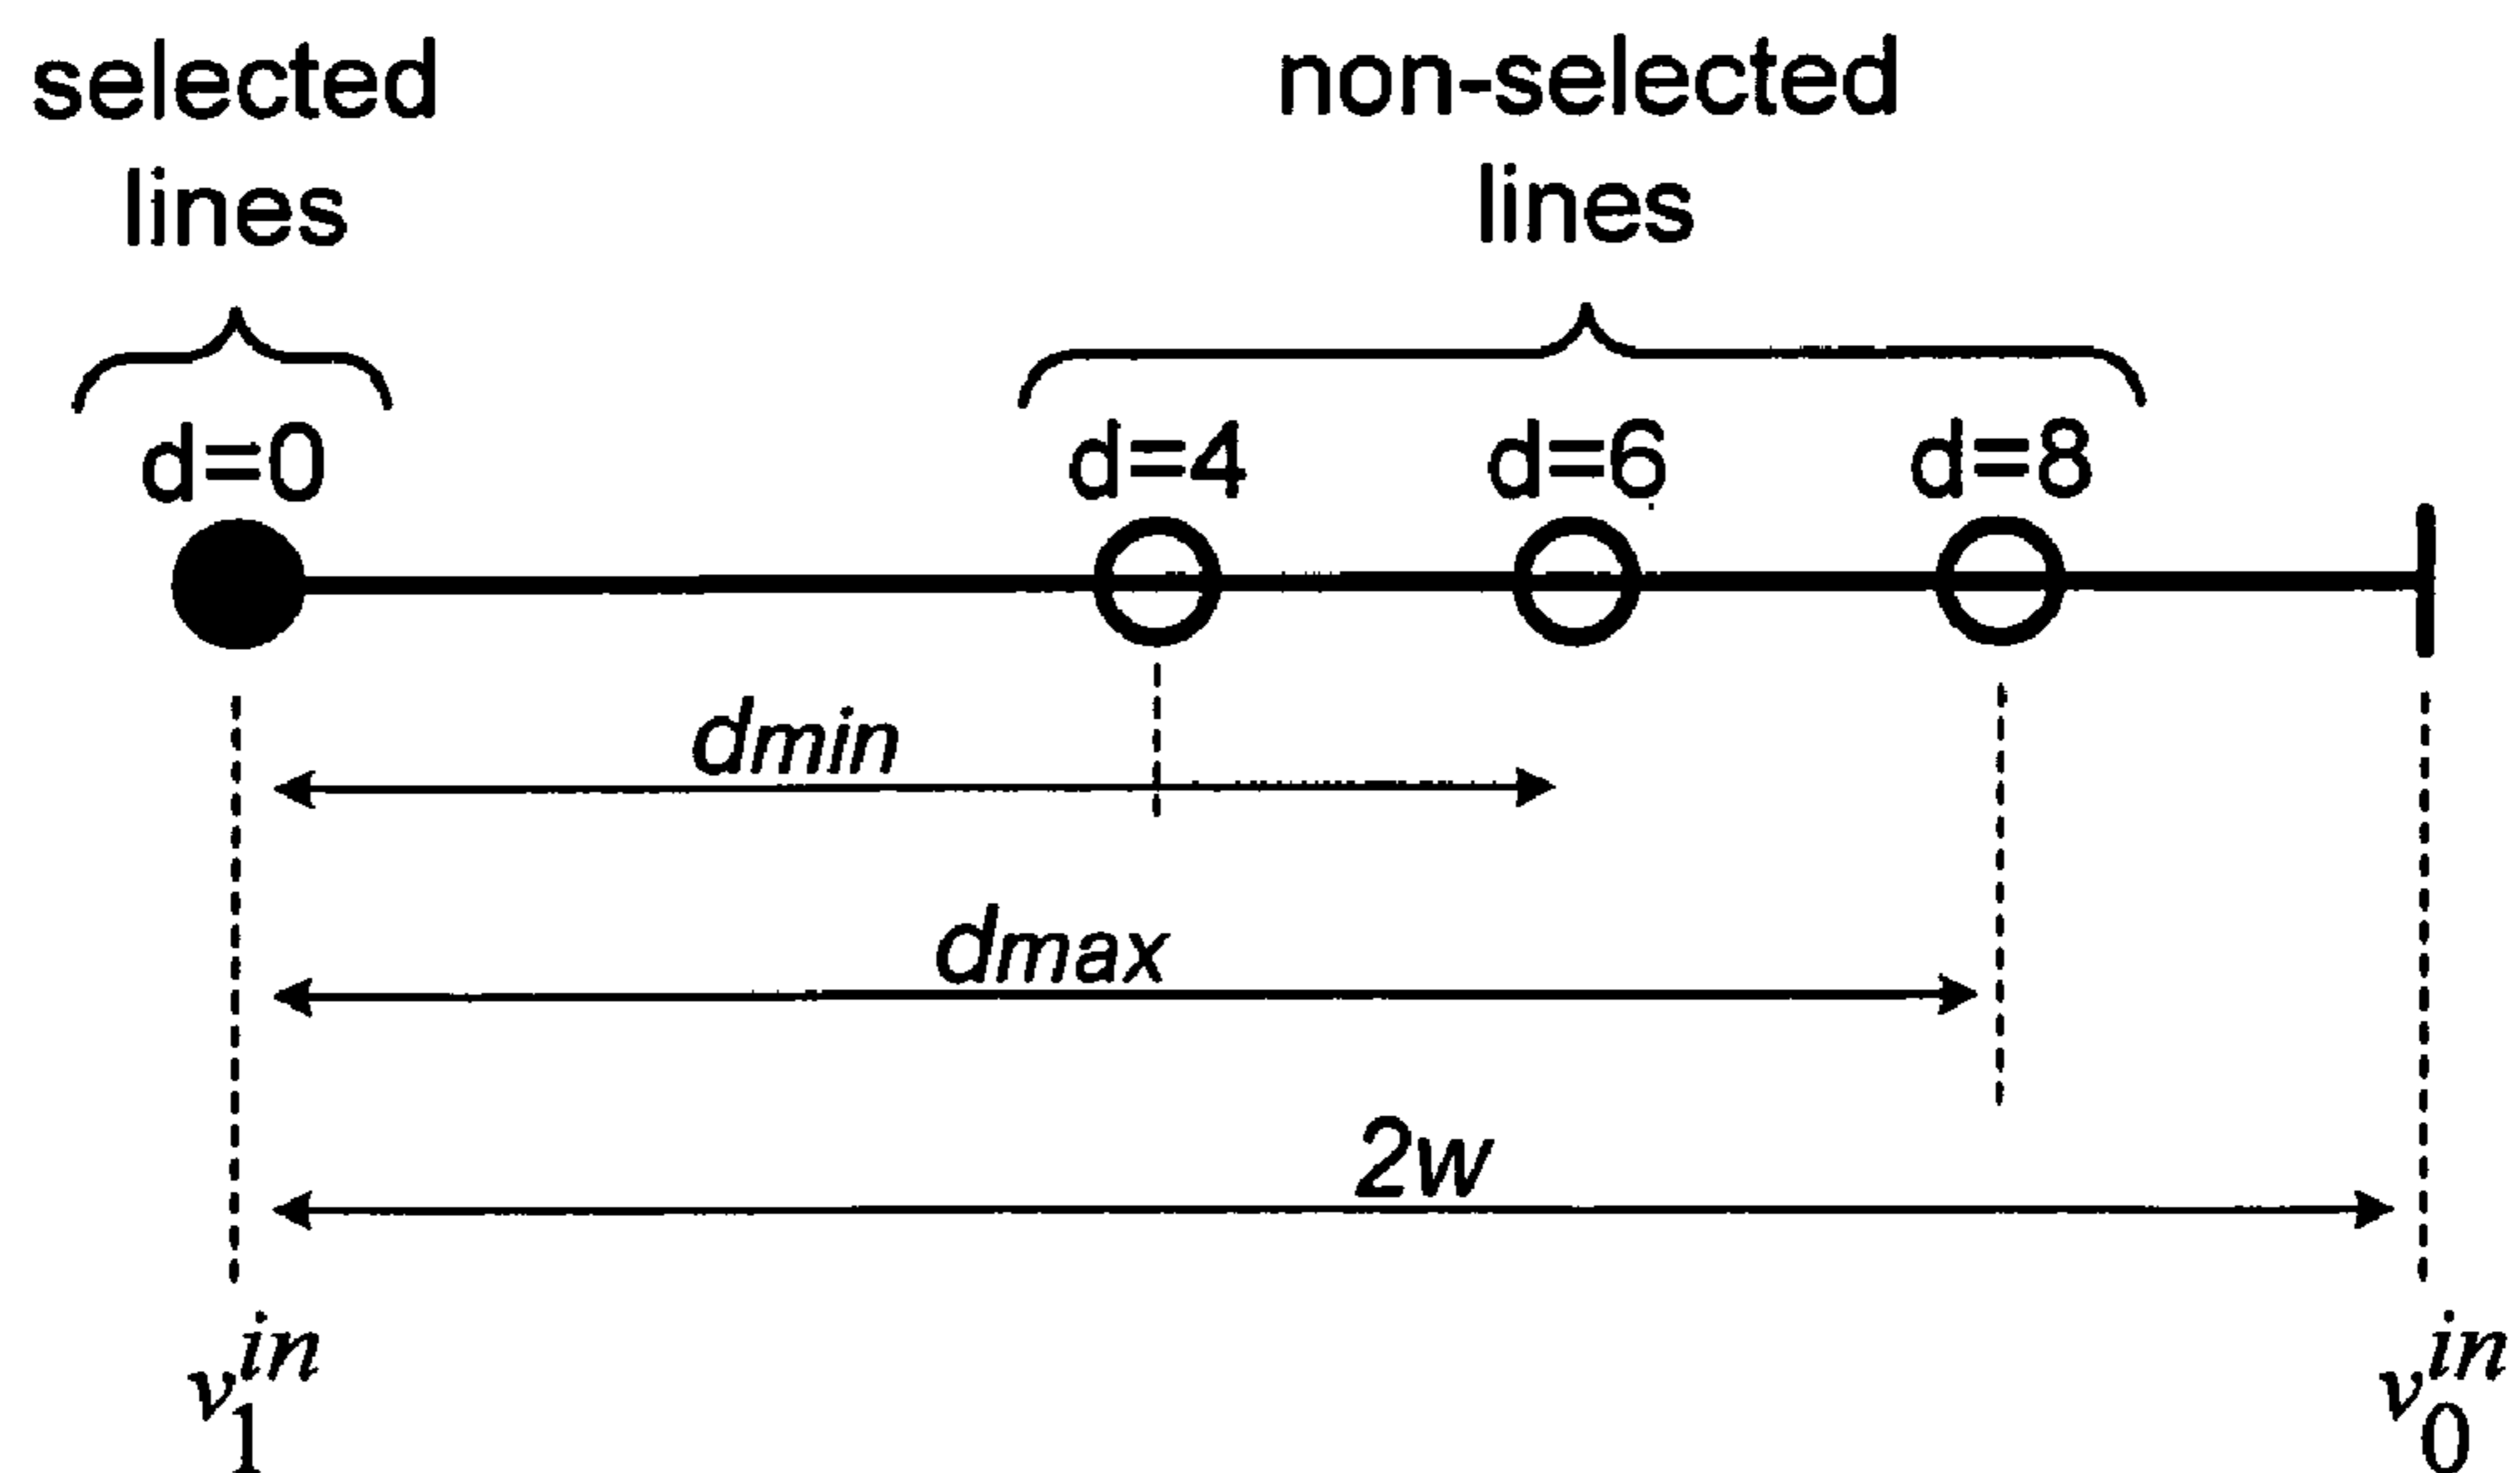 selected
lines
non-selected
lines
d=0
d=4
d=6
d=8
dmin
dmax
2w
v₁ⁱⁿ
v₀ⁱⁿ